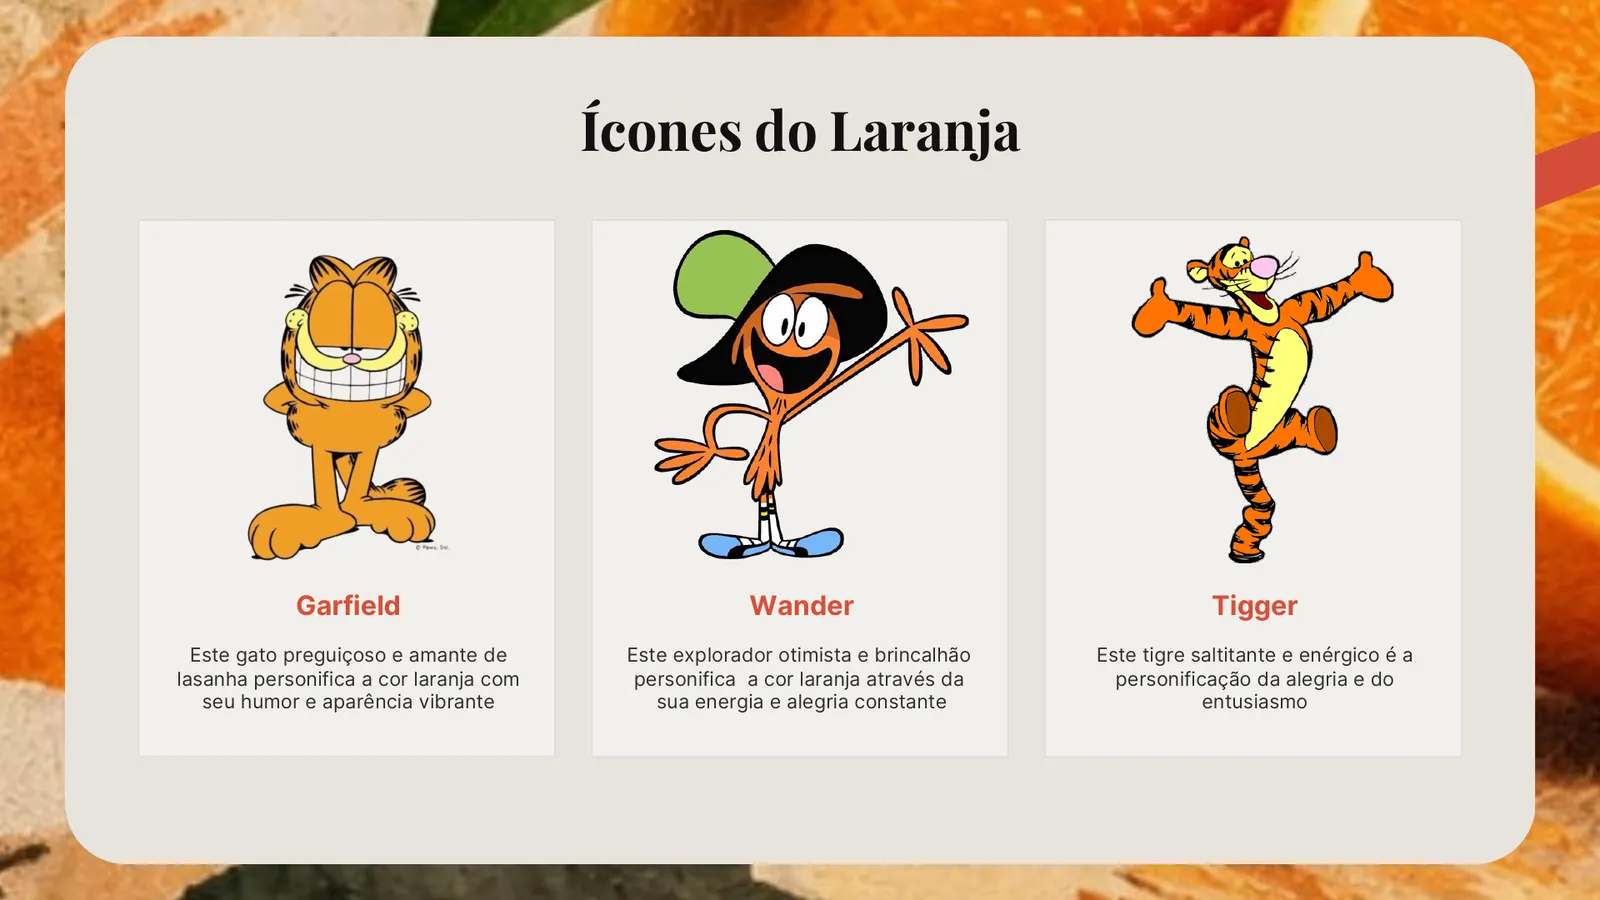 Ícones do Laranja
© Paws, Inc.
Garfield
Este gato preguiçoso e amante de
lasanha personifica a cor laranja com
seu humor e aparência vibrante
Wander
Este explorador otimista e brincalhão
personifica  a cor laranja através da
sua energia e alegria constante
Tigger
Este tigre saltitante e enérgico é a
personificação da alegria e do
entusiasmo